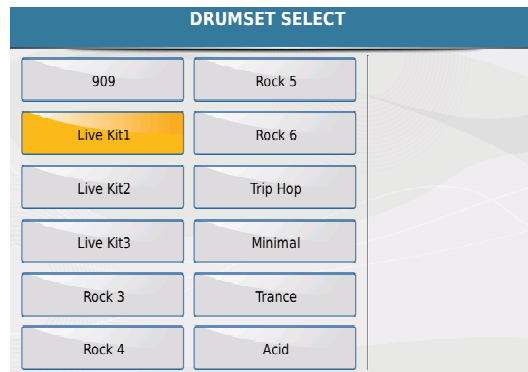 DRUMSET SELECT
909
Rock 5
Live Kit1
Rock 6
Live Kit2
Trip Hop
Live Kit3
Minimal
Rock 3
Trance
Rock 4
Acid